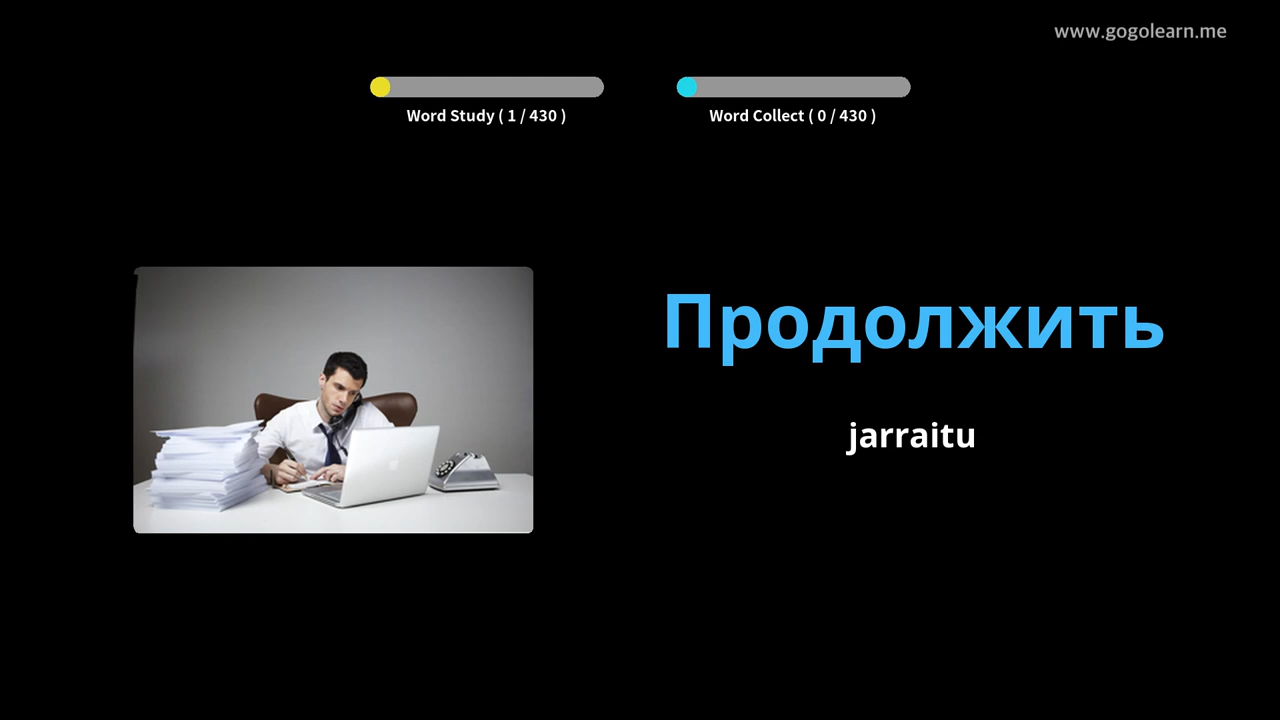 www.gogolearn.me
Word Study ( 1 / 430 )
Word Collect ( 0 / 430 )
Продолжить
jarraitu